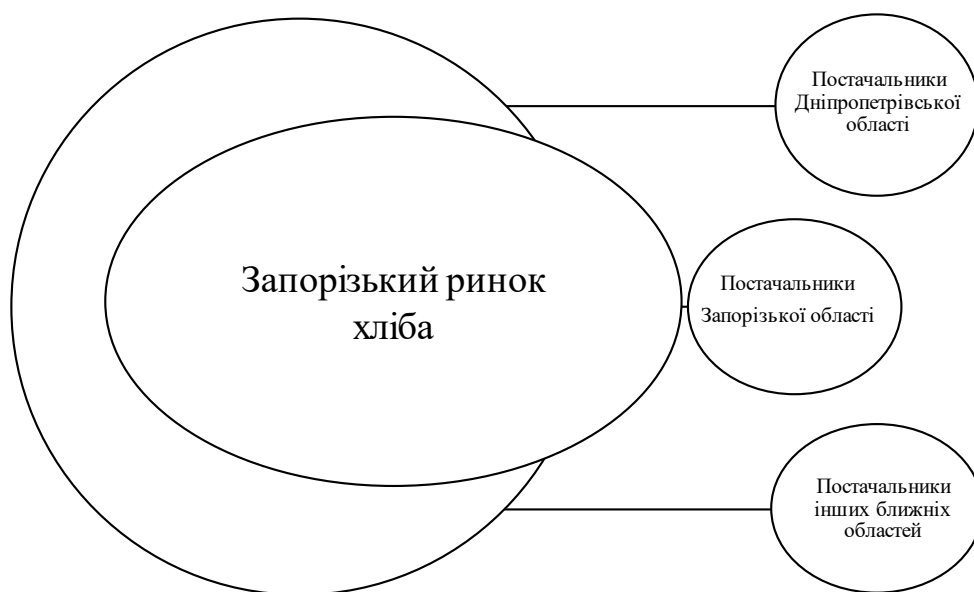 Постачальники
Дніпропетрівської
області
Запорізький ринок
хліба
Постачальники
Запорізької області
Постачальники
інших ближніх
областей